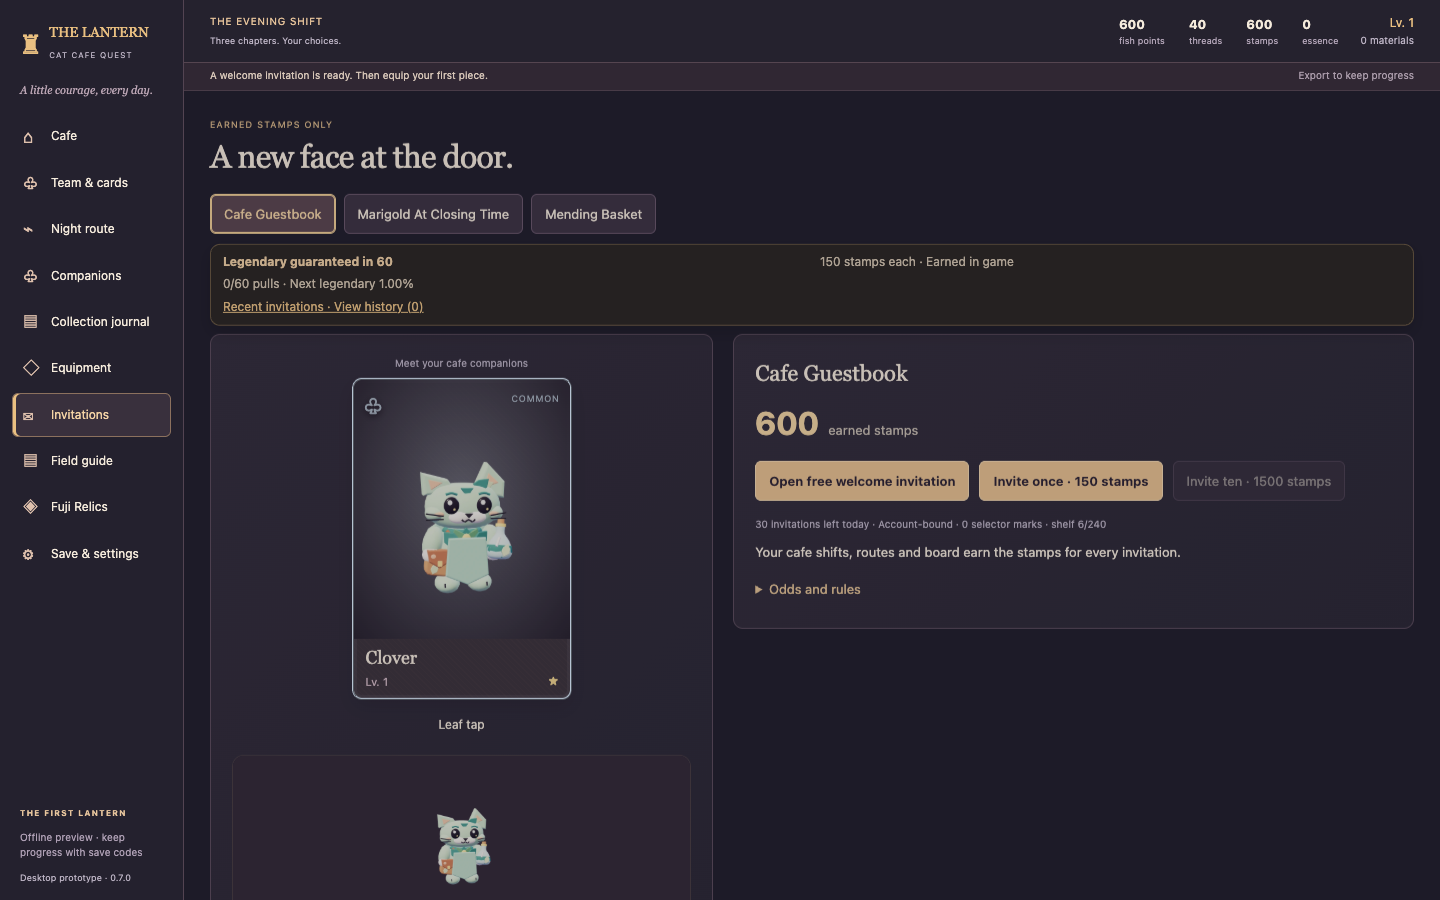 THE LANTERN
CAT CAFE QUEST
A little courage, every day.
Cafe
Team & cards
Night route
Companions
Collection journal
Equipment
Invitations
Field guide
Fuji Relics
Save & settings
THE FIRST LANTERN
Offline preview · keep
progress with save codes
Desktop prototype · 0.7.0
THE EVENING SHIFT
Three chapters. Your choices.
600 fish points
40 threads
600 stamps
0 essence
Lv. 1
0 materials
A welcome invitation is ready. Then equip your first piece.
Export to keep progress
EARNED STAMPS ONLY
A new face at the door.
Cafe Guestbook
Marigold At Closing Time
Mending Basket
Legendary guaranteed in 60
150 stamps each · Earned in game
0/60 pulls · Next legendary 1.00%
Recent invitations · View history (0)
Meet your cafe companions
COMMON
Clover
Lv. 1
Leaf tap
Cafe Guestbook
600 earned stamps
Open free welcome invitation
Invite once · 150 stamps
Invite ten · 1500 stamps
30 invitations left today · Account-bound · 0 selector marks · shelf 6/240
Your cafe shifts, routes and board earn the stamps for every invitation.
Odds and rules